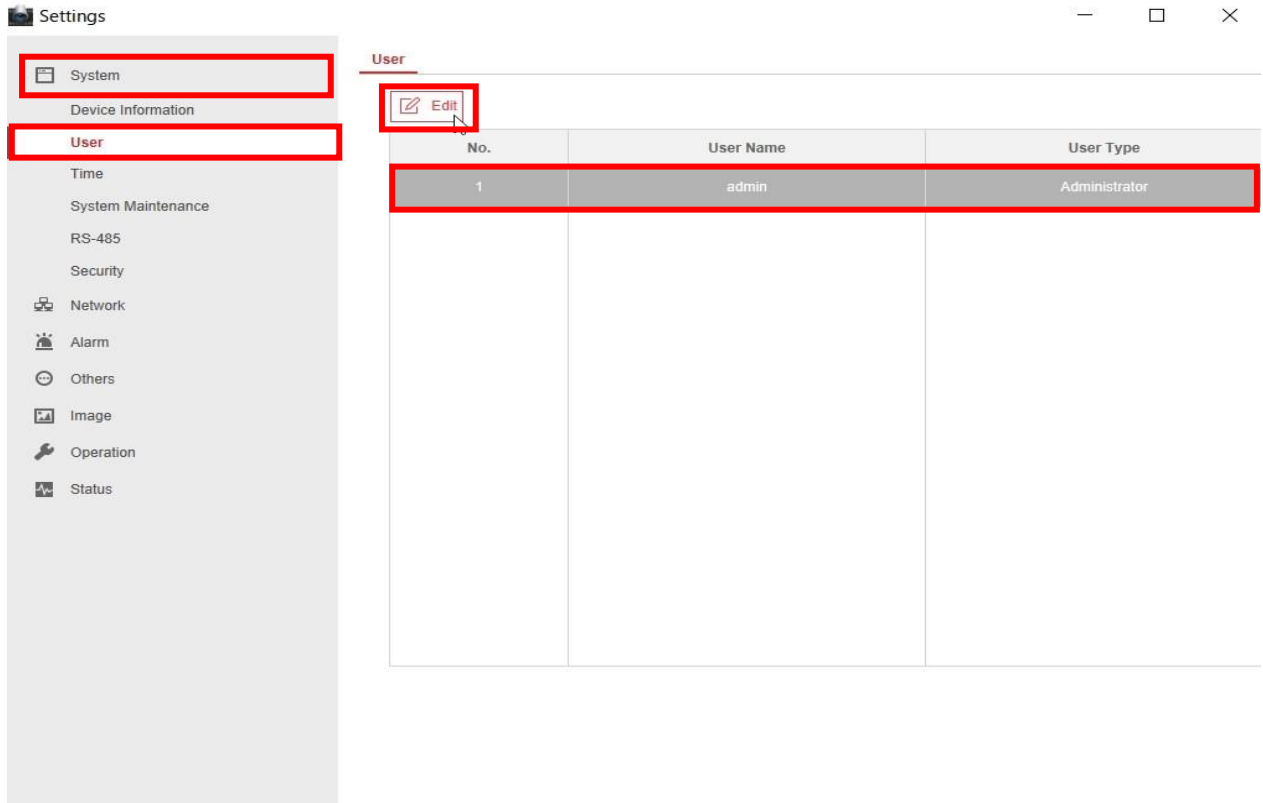 Settings
System
Device Information
User
Time
System Maintenance
RS-485
Security
Network
Alarm
Others
Image
Operation
Status
User
Edit
No. User Name User Type
1 admin Administrator